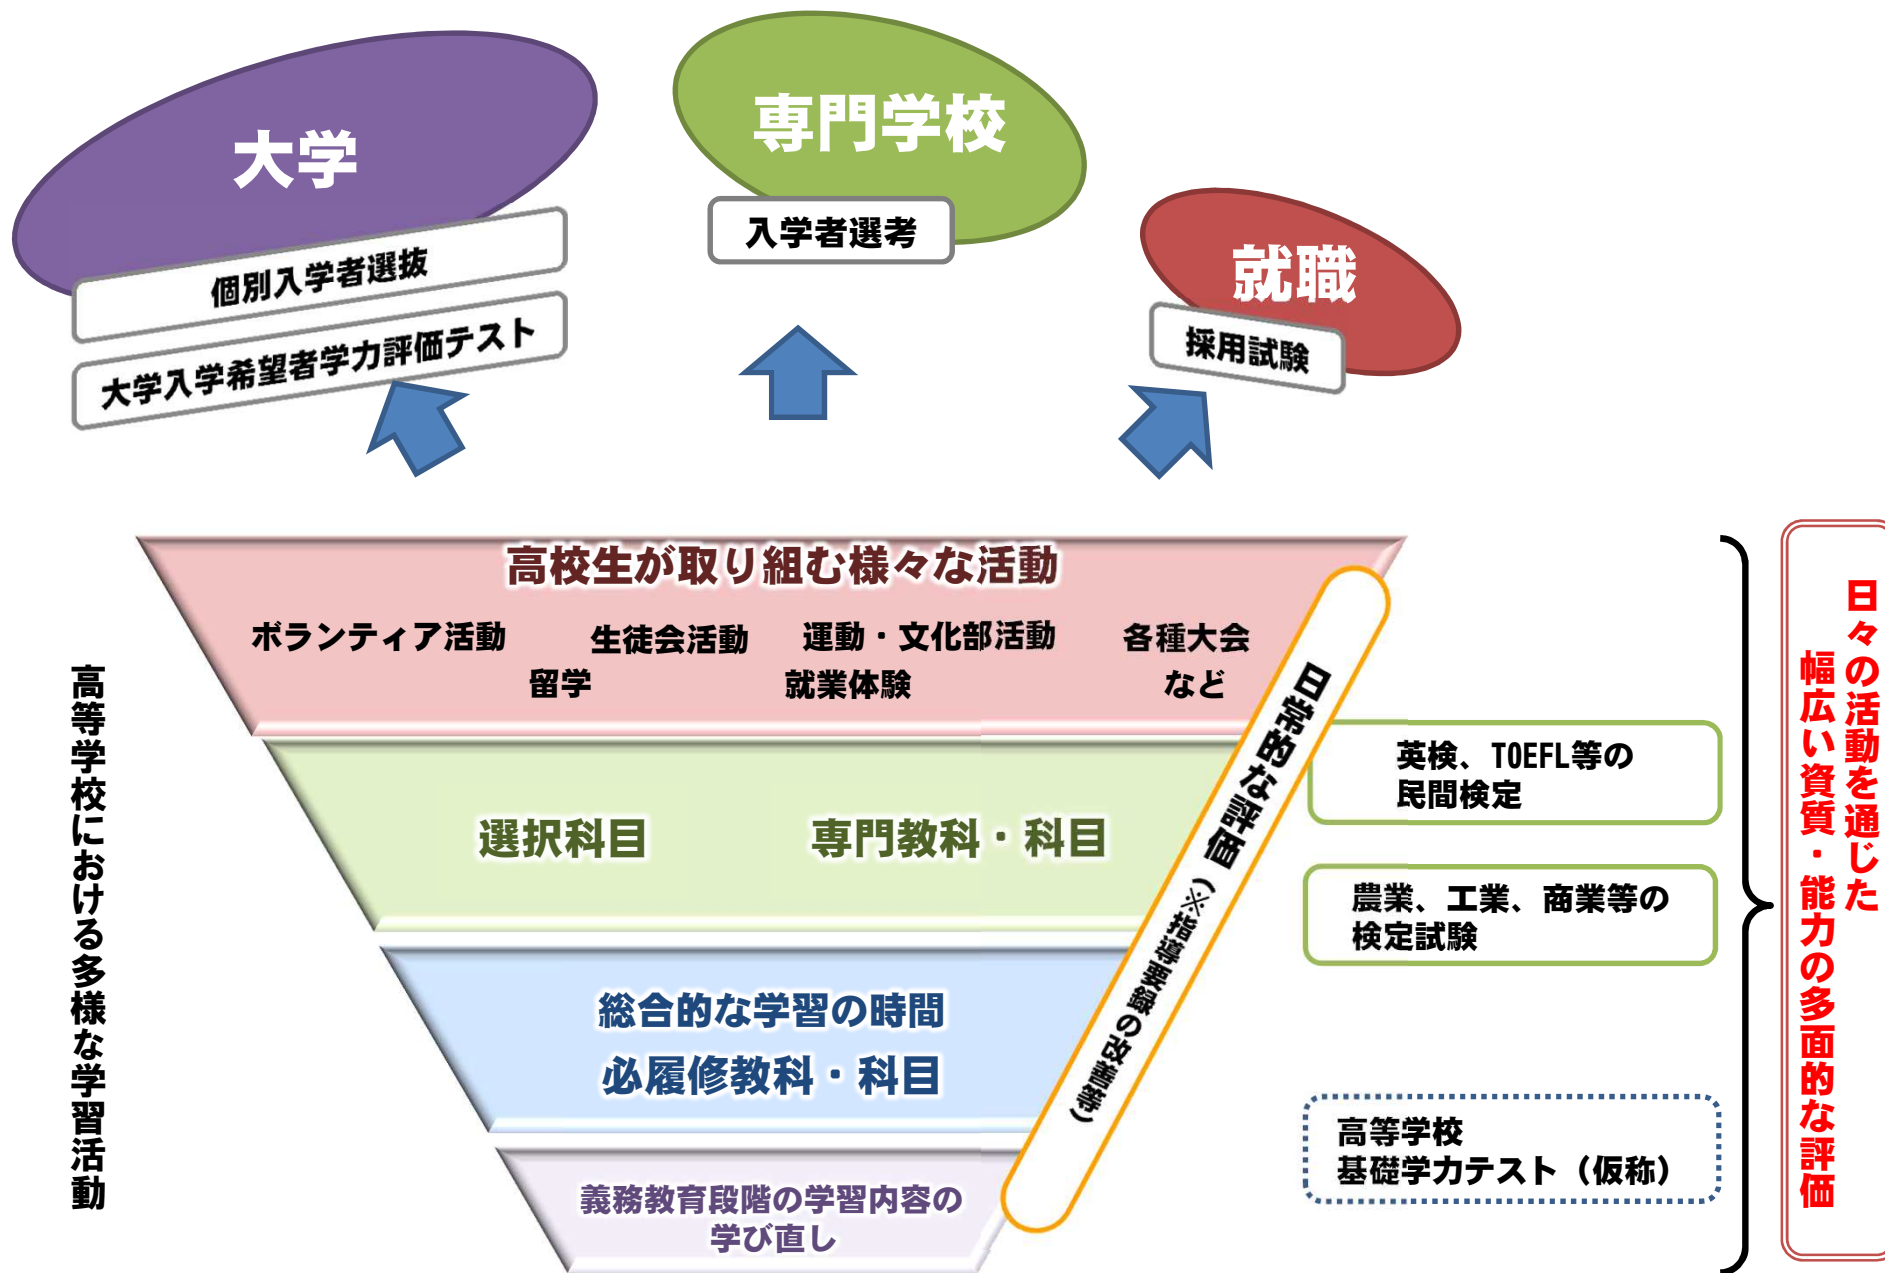 大学
個別入学者選抜
大学入学希望者学力評価テスト
専門学校
入学者選考
就職
採用試験
高等学校における多様な学習活動
高校生が取り組む様々な活動
ボランティア活動
生徒会活動
運動・文化部活動
各種大会
留学
就業体験
など
選択科目
専門教科・科目
総合的な学習の時間
必履修教科・科目
義務教育段階の学習内容の
学び直し
日常的な評価(※指導要録の改善等)
英検、TOEFL等の
民間検定
農業、工業、商業等の
検定試験
高等学校
基礎学力テスト（仮称）
日々の活動を通じた
幅広い資質・能力の多面的な評価